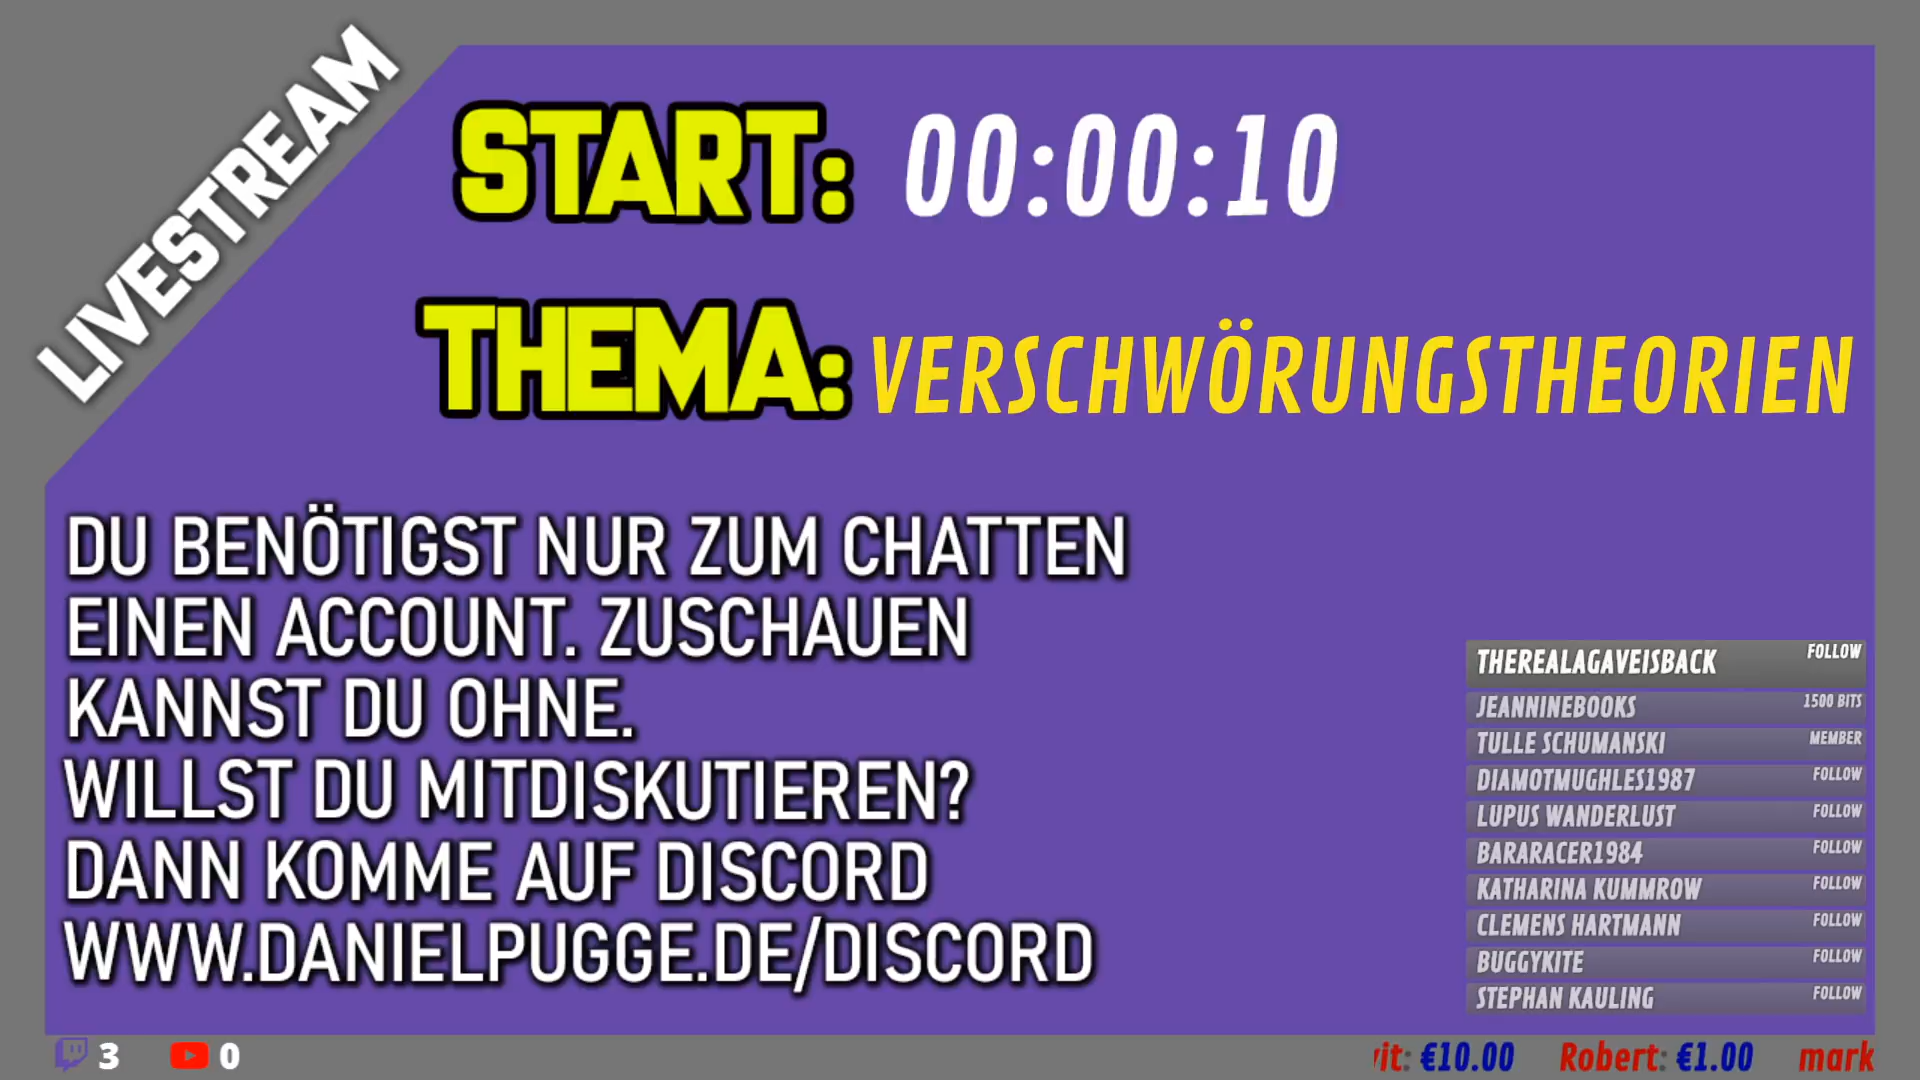 LIVESTREAM
START: 00:00:10
THEMA: VERSCHWÖRUNGSTHEORIEN
DU BENÖTIGST NUR ZUM CHATTEN
EINEN ACCOUNT. ZUSCHAUEN
KANNST DU OHNE.
WILLST DU MITDISKUTIEREN?
DANN KOMME AUF DISCORD
WWW.DANIELPUGGE.DE/DISCORD
THEREALAGAVEISBACK FOLLOW
JEANNINEBOOKS 1500 BITS
TULLE SCHUMANSKI MEMBER
DIAMOTMUGHLES1987 FOLLOW
LUPUS WANDERLUST FOLLOW
BARARACER1984 FOLLOW
KATHARINA KUMMROW FOLLOW
CLEMENS HARTMANN FOLLOW
BUGGYKITE FOLLOW
STEPHAN KAULING FOLLOW
3 0 €10.00 Robert: €1.00 mark